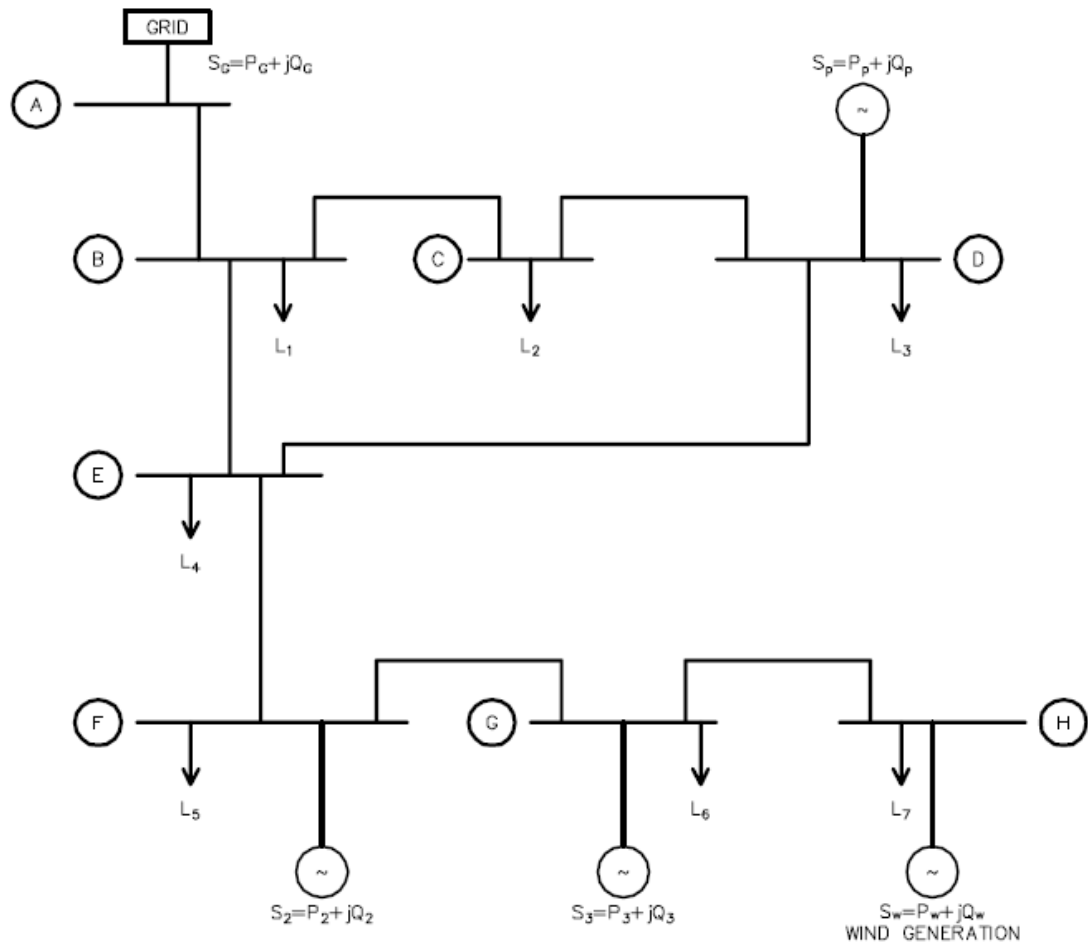 GRID
S_G=P_G+jQ_G
S_p=P_p+jQ_p
A
~
B
C
D
L_1
L_2
L_3
E
L_4
F
G
H
L_5
L_6
L_7
~
~
~
S_2=P_2+jQ_2
S_3=P_3+jQ_3
S_w=P_w+jQ_w
WIND GENERATION